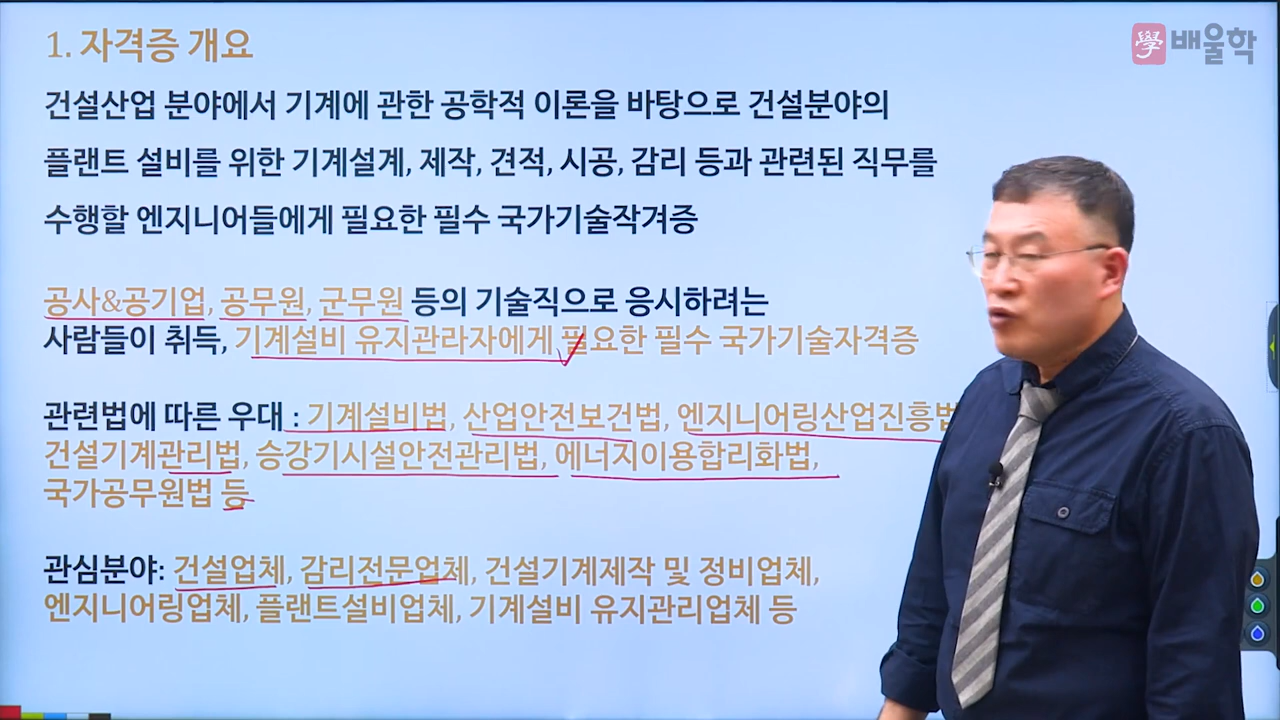 1. 자격증 개요
學 배울학
건설산업 분야에서 기계에 관한 공학적 이론을 바탕으로 건설분야의
플랜트 설비를 위한 기계설계, 제작, 견적, 시공, 감리 등과 관련된 직무를
수행할 엔지니어들에게 필요한 필수 국가기술작겨증
공사&공기업, 공무원, 군무원 등의 기술직으로 응시하려는
사람들이 취득, 기계설비 유지관라자에게 필요한 필수 국가기술자격증
관련법에 따른 우대 : 기계설비법, 산업안전보건법, 엔지니어링산업진흥법
건설기계관리법, 승강기시설안전관리법, 에너지이용합리화법,
국가공무원법 등
관심분야: 건설업체, 감리전문업체, 건설기계제작 및 정비업체,
엔지니어링업체, 플랜트설비업체, 기계설비 유지관리업체 등